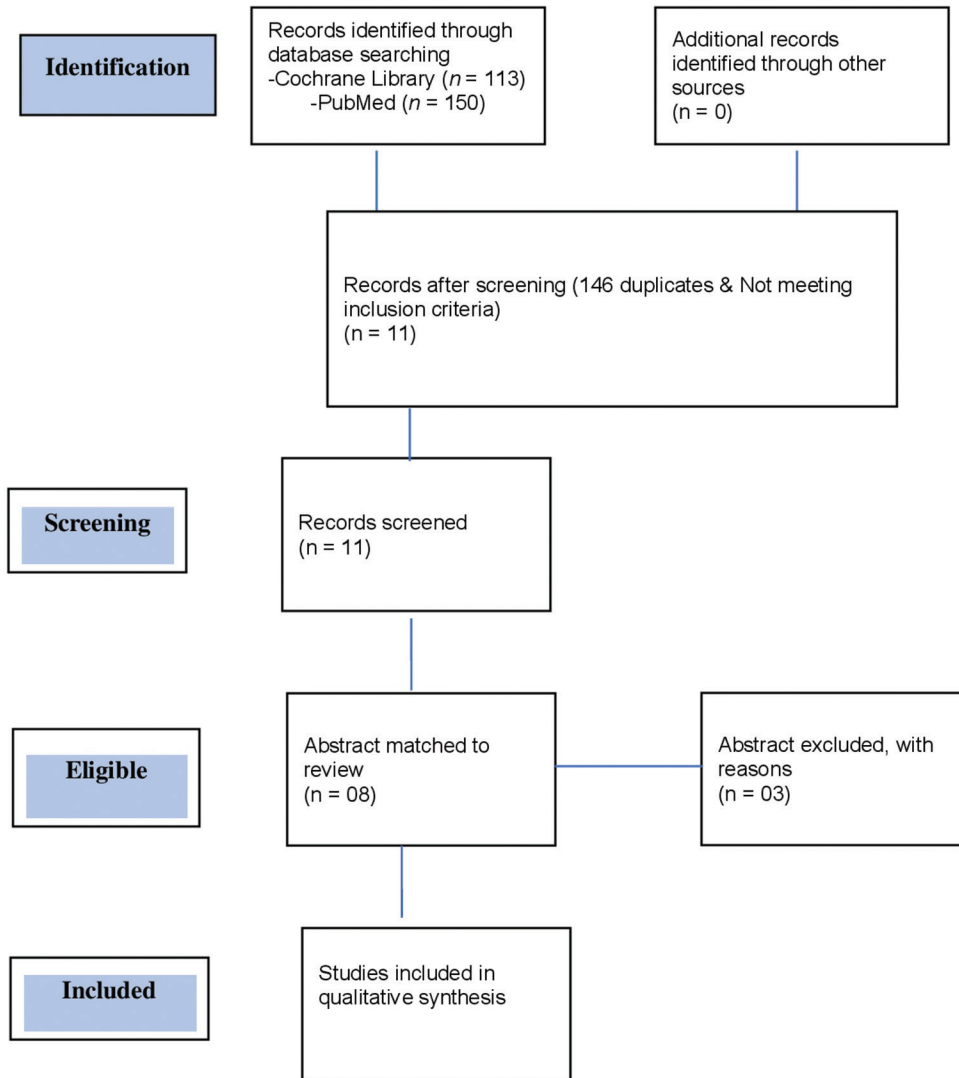 Identification
Records identified through
database searching
-Cochrane Library (n = 113)
-PubMed (n = 150)
Additional records
identified through other
sources
(n = 0)
Records after screening (146 duplicates & Not meeting
inclusion criteria)
(n = 11)
Screening
Records screened
(n = 11)
Eligible
Abstract matched to
review
(n = 08)
Abstract excluded, with
reasons
(n = 03)
Included
Studies included in
qualitative synthesis